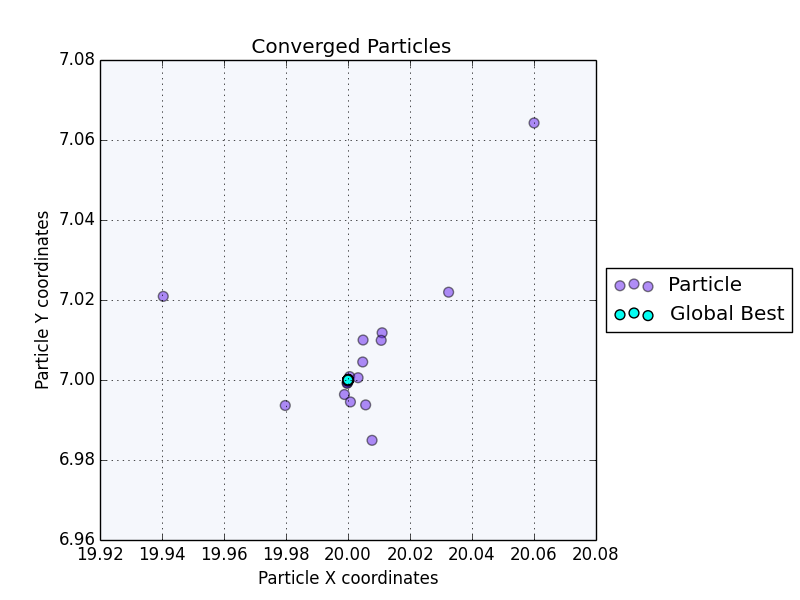 Converged Particles
7.08
7.06
7.04
7.02
7.00
6.98
6.96
Particle Y coordinates
19.92 19.94 19.96 19.98 20.00 20.02 20.04 20.06 20.08
Particle X coordinates
Particle
Global Best